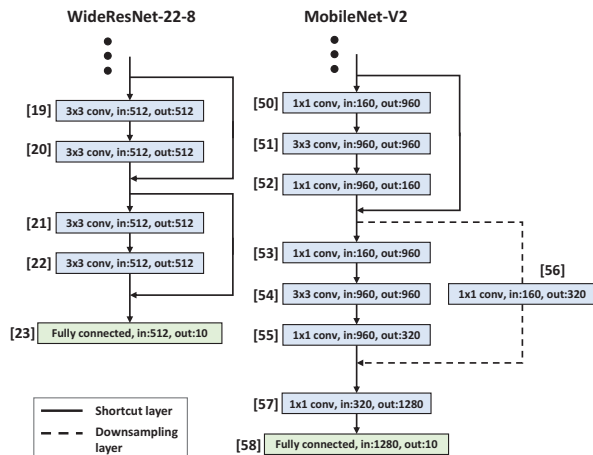 WideResNet-22-8
[19]
3x3 conv, in:512, out:512
[20]
3x3 conv, in:512, out:512
[21]
3x3 conv, in:512, out:512
[22]
3x3 conv, in:512, out:512
[23]
Fully connected, in:512, out:10
Shortcut layer
Downsampling
layer
MobileNet-V2
[50]
1x1 conv, in:160, out:960
[51]
3x3 conv, in:960, out:960
[52]
1x1 conv, in:960, out:160
[53]
1x1 conv, in:160, out:960
[54]
3x3 conv, in:960, out:960
[55]
1x1 conv, in:960, out:320
[56]
1x1 conv, in:160, out:320
[57]
1x1 conv, in:320, out:1280
[58]
Fully connected, in:1280, out:10